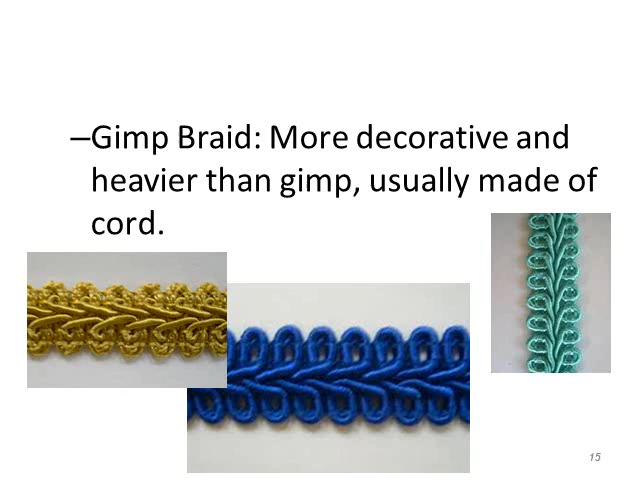 –Gimp Braid: More decorative and
heavier than gimp, usually made of
cord.
15